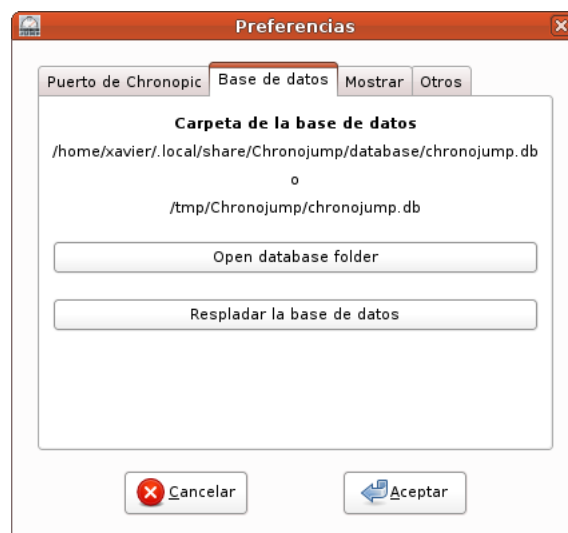 Preferencias
Puerto de Chronopic Base de datos Mostrar Otros
Carpeta de la base de datos
/home/xavier/.local/share/Chronojump/database/chronojump.db
o
/tmp/Chronojump/chronojump.db
Open database folder
Respladar la base de datos
Cancelar Aceptar